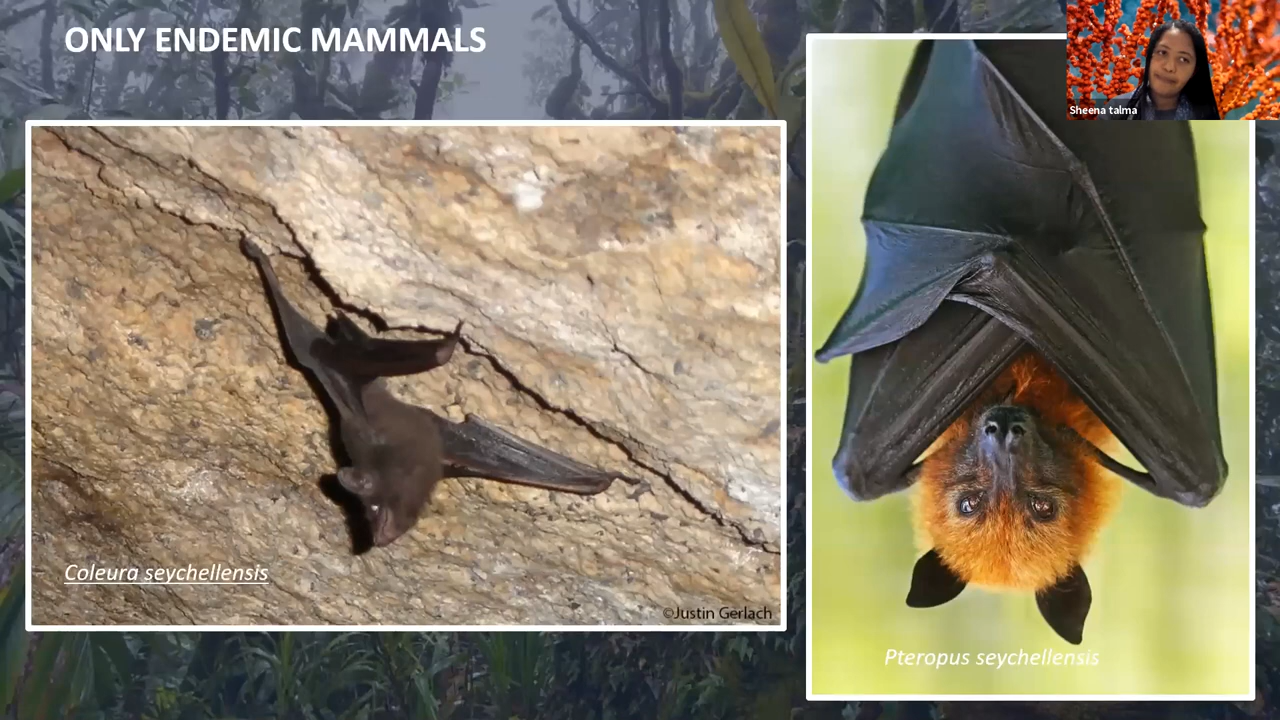 ONLY ENDEMIC MAMMALS
Sheena talma
Coleura seychellensis
©Justin Gerlach
Pteropus seychellensis